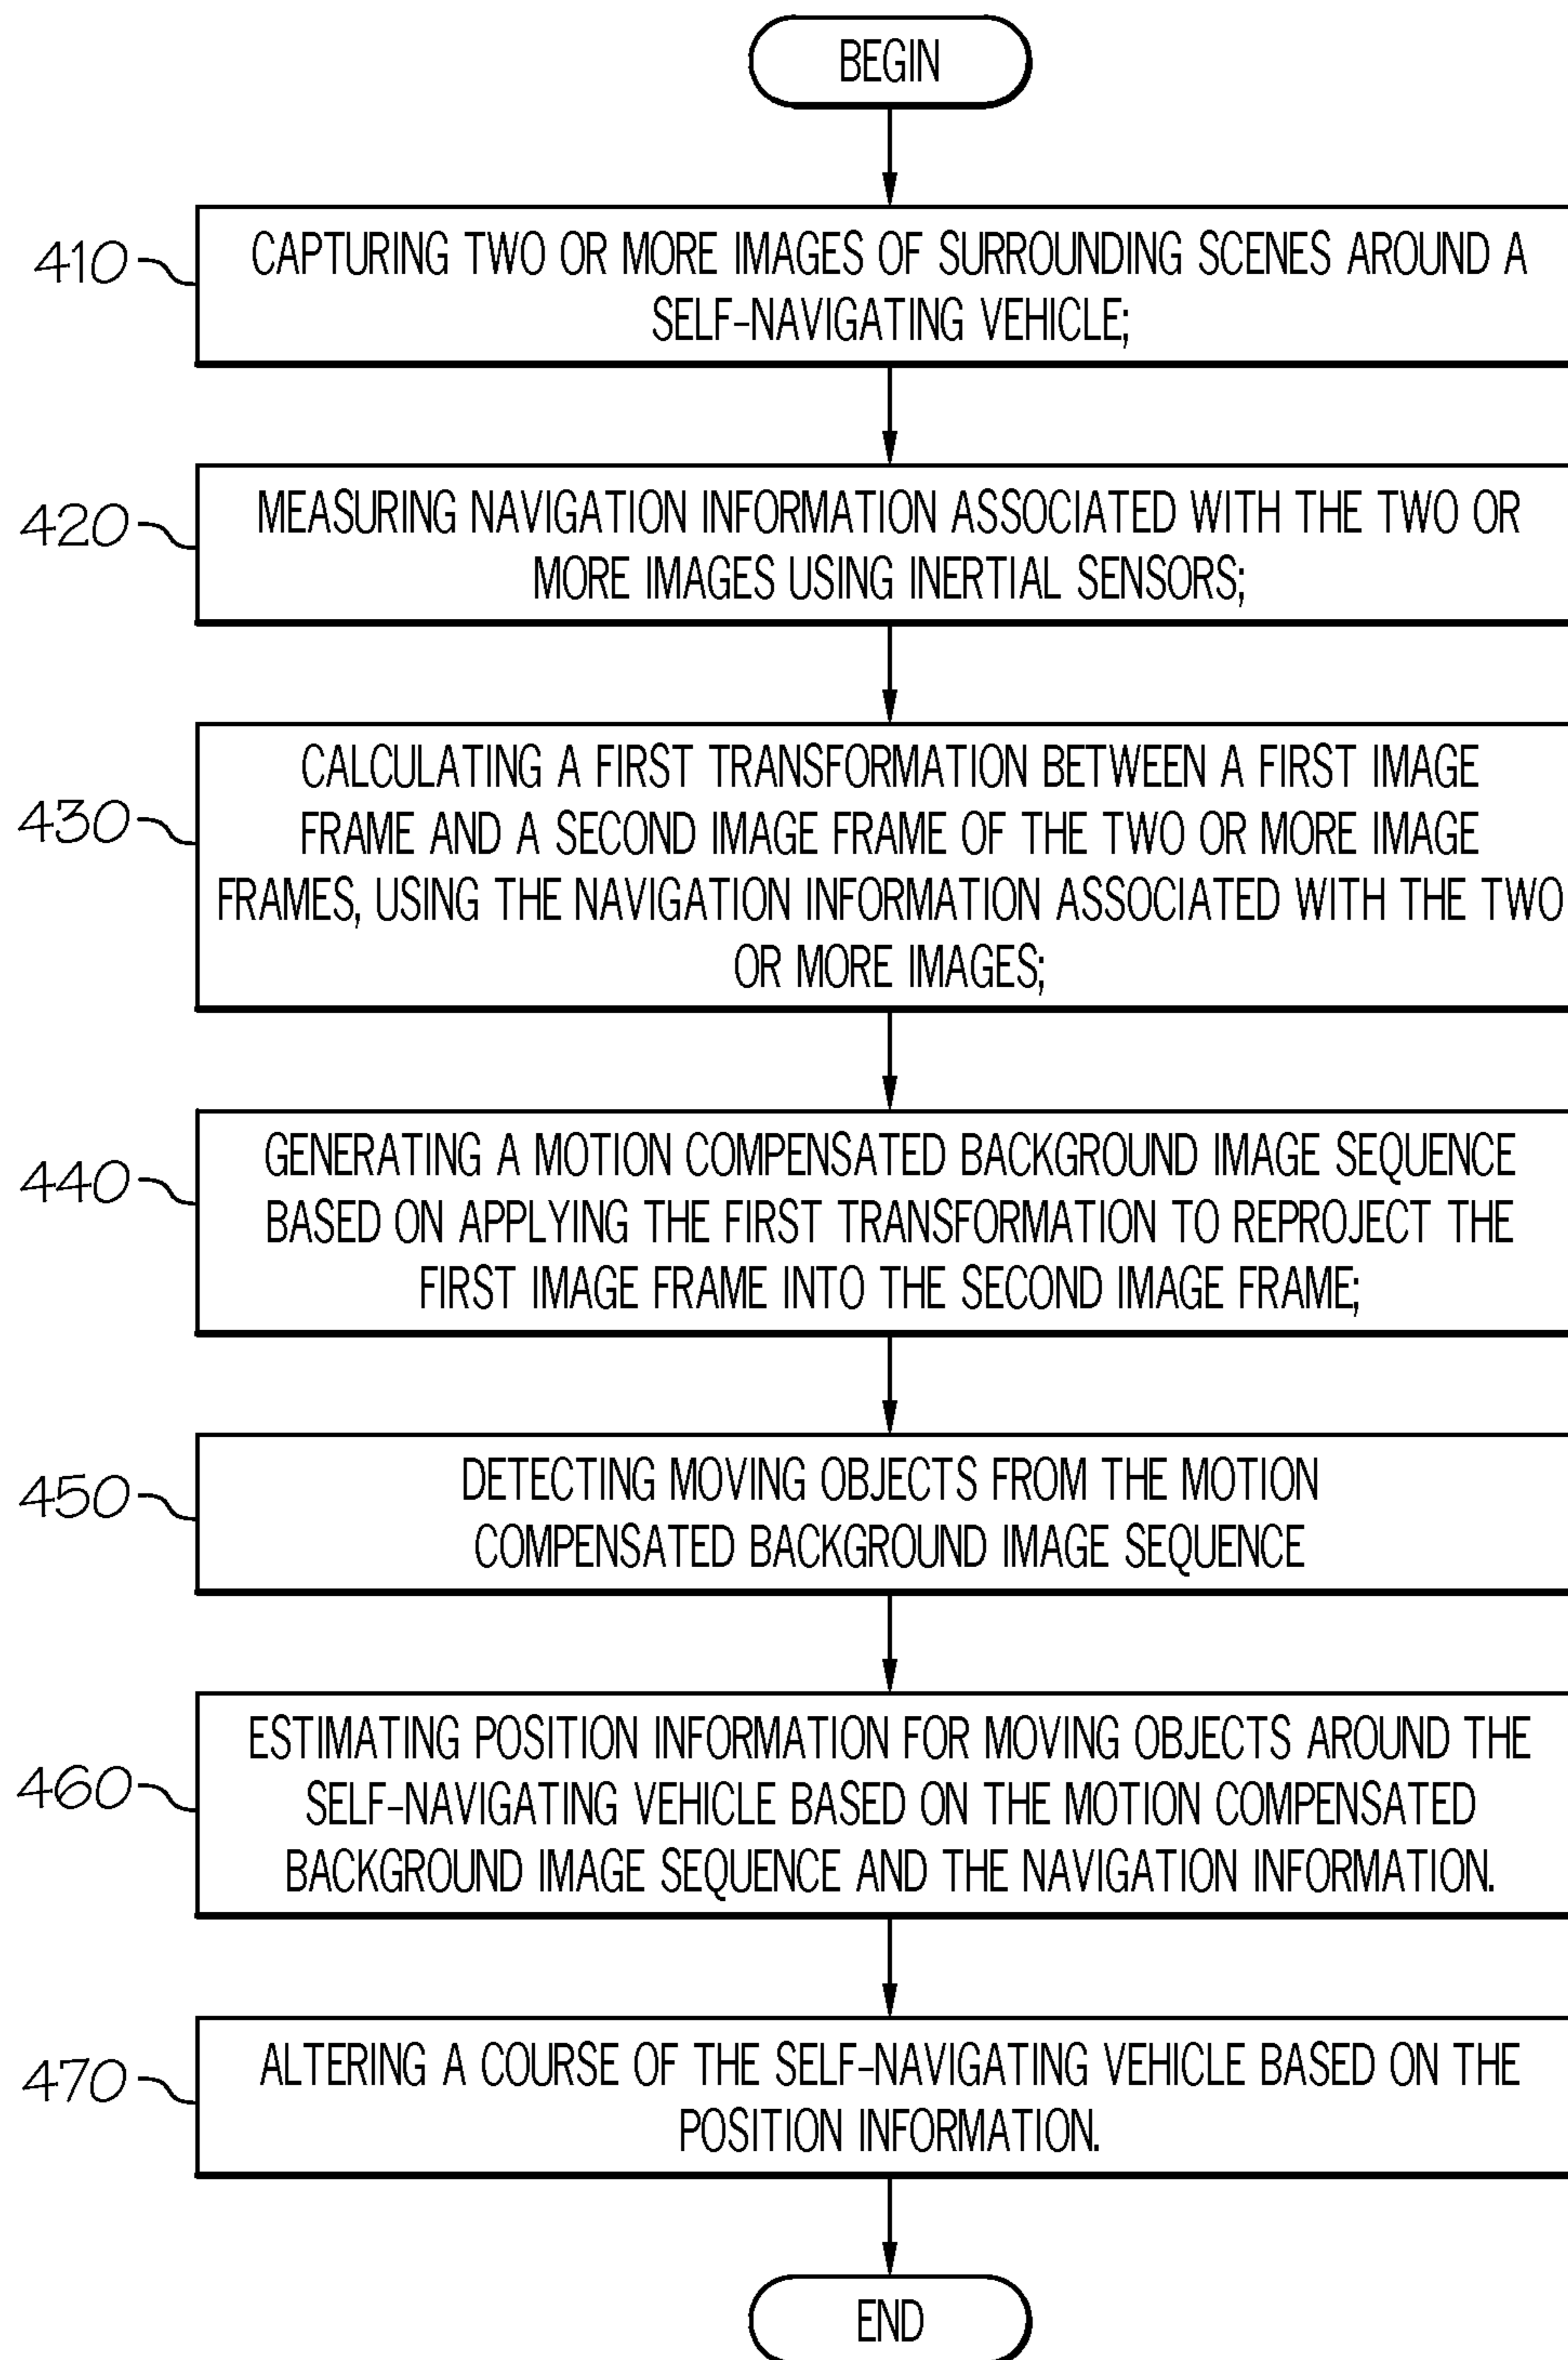 BEGIN
410
CAPTURING TWO OR MORE IMAGES OF SURROUNDING SCENES AROUND A
SELF-NAVIGATING VEHICLE;
420
MEASURING NAVIGATION INFORMATION ASSOCIATED WITH THE TWO OR
MORE IMAGES USING INERTIAL SENSORS;
430
CALCULATING A FIRST TRANSFORMATION BETWEEN A FIRST IMAGE
FRAME AND A SECOND IMAGE FRAME OF THE TWO OR MORE IMAGE
FRAMES, USING THE NAVIGATION INFORMATION ASSOCIATED WITH THE TWO
OR MORE IMAGES;
440
GENERATING A MOTION COMPENSATED BACKGROUND IMAGE SEQUENCE
BASED ON APPLYING THE FIRST TRANSFORMATION TO REPROJECT THE
FIRST IMAGE FRAME INTO THE SECOND IMAGE FRAME;
450
DETECTING MOVING OBJECTS FROM THE MOTION
COMPENSATED BACKGROUND IMAGE SEQUENCE
460
ESTIMATING POSITION INFORMATION FOR MOVING OBJECTS AROUND THE
SELF-NAVIGATING VEHICLE BASED ON THE MOTION COMPENSATED
BACKGROUND IMAGE SEQUENCE AND THE NAVIGATION INFORMATION.
470
ALTERING A COURSE OF THE SELF-NAVIGATING VEHICLE BASED ON THE
POSITION INFORMATION.
END